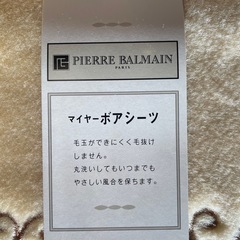 PIERRE BALMAIN
PARIS
マイヤーボアシーツ
毛玉ができにくく毛抜け
しません。
丸洗いしてもいつまでも
やさしい風合を保ちます。